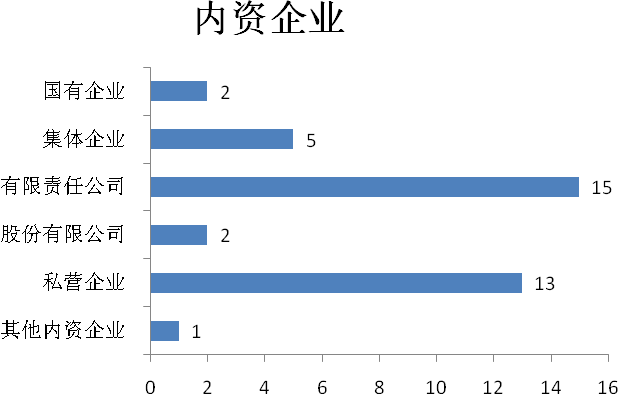 内资企业
国有企业 2
集体企业 5
有限责任公司 15
股份有限公司 2
私营企业 13
其他内资企业 1
0 2 4 6 8 10 12 14 16